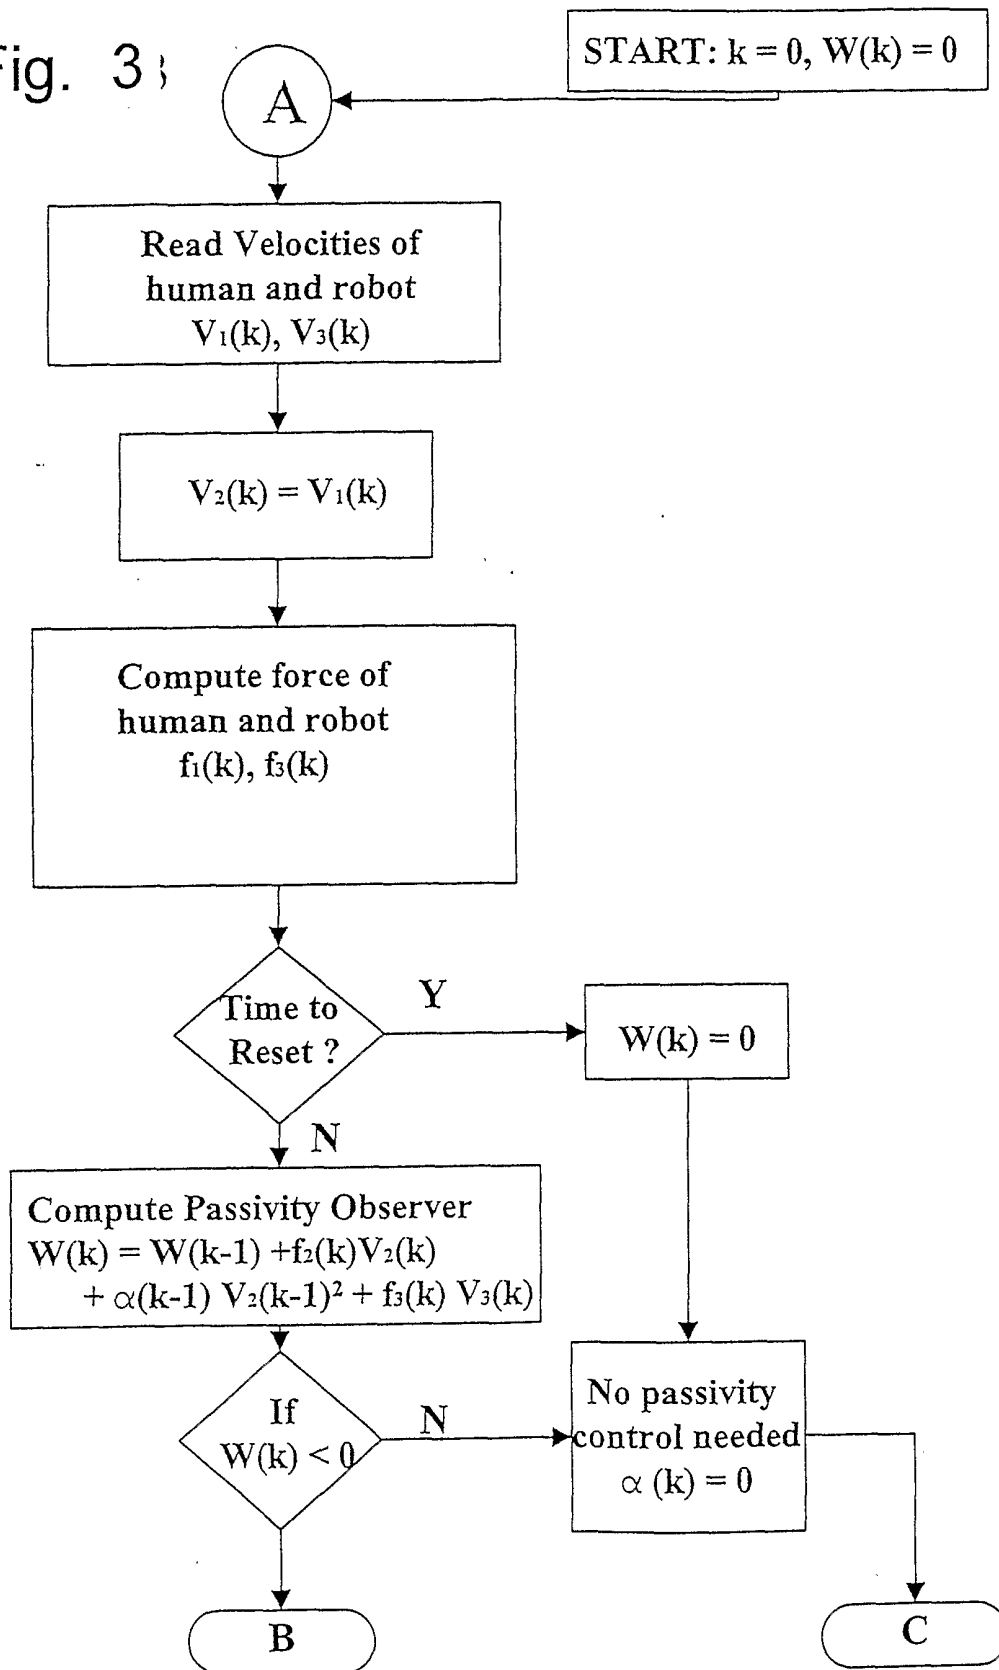 Fig. 3
START: k = 0, W(k) = 0
A
Read Velocities of
human and robot
V₁(k), V₃(k)
V₂(k) = V₁(k)
Compute force of
human and robot
f₁(k), f₃(k)
Time to
Reset ?
Y
W(k) = 0
N
Compute Passivity Observer
W(k) = W(k-1) +f₂(k)V₂(k)
+ ∝(k-1) V₂(k-1)² + f₃(k) V₃(k)
If
W(k) < 0
N
No passivity
control needed
∝ (k) = 0
B
C